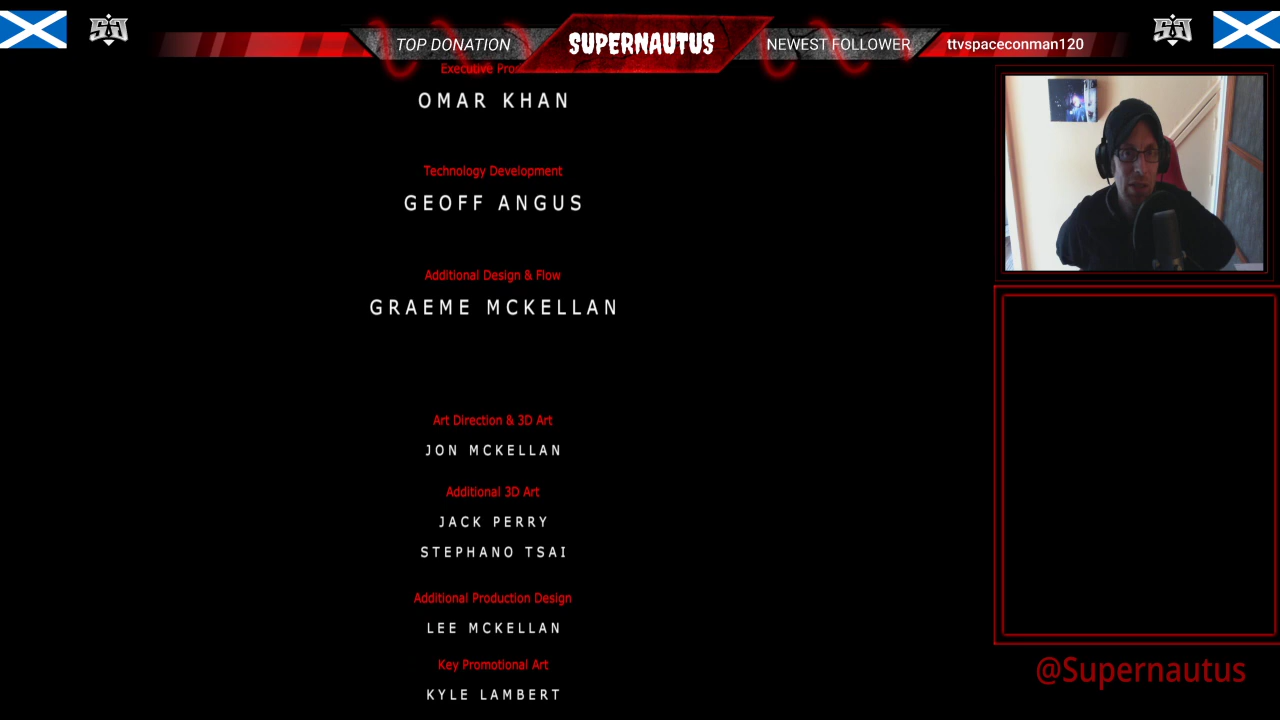 TOP DONATION
SUPERNAUTUS
NEWEST FOLLOWER
ttvspaceconman120
Executive
OMAR KHAN
Technology Development
GEOFF ANGUS
Additional Design & Flow
GRAEME MCKELLAN
Art Direction & 3D Art
JON MCKELLAN
Additional 3D Art
JACK PERRY
STEPHANO TSAI
Additional Production Design
LEE MCKELLAN
Key Promotional Art
KYLE LAMBERT
@Supernautus